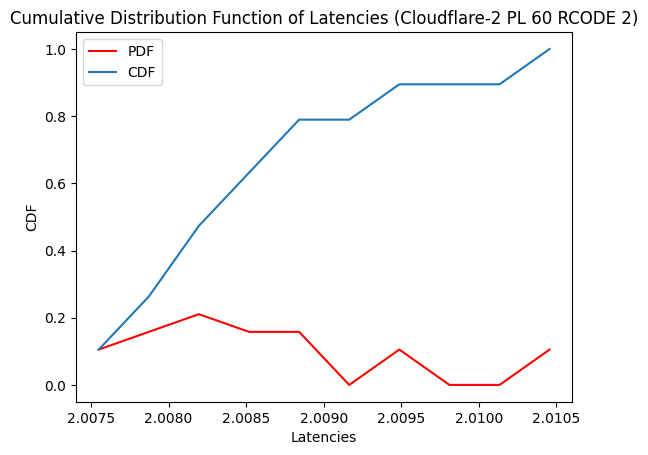 Cumulative Distribution Function of Latencies (Cloudflare-2 PL 60 RCODE 2)
PDF
CDF
1.0
0.8
0.6
0.4
0.2
0.0
CDF
2.0075 2.0080 2.0085 2.0090 2.0095 2.0100 2.0105
Latencies